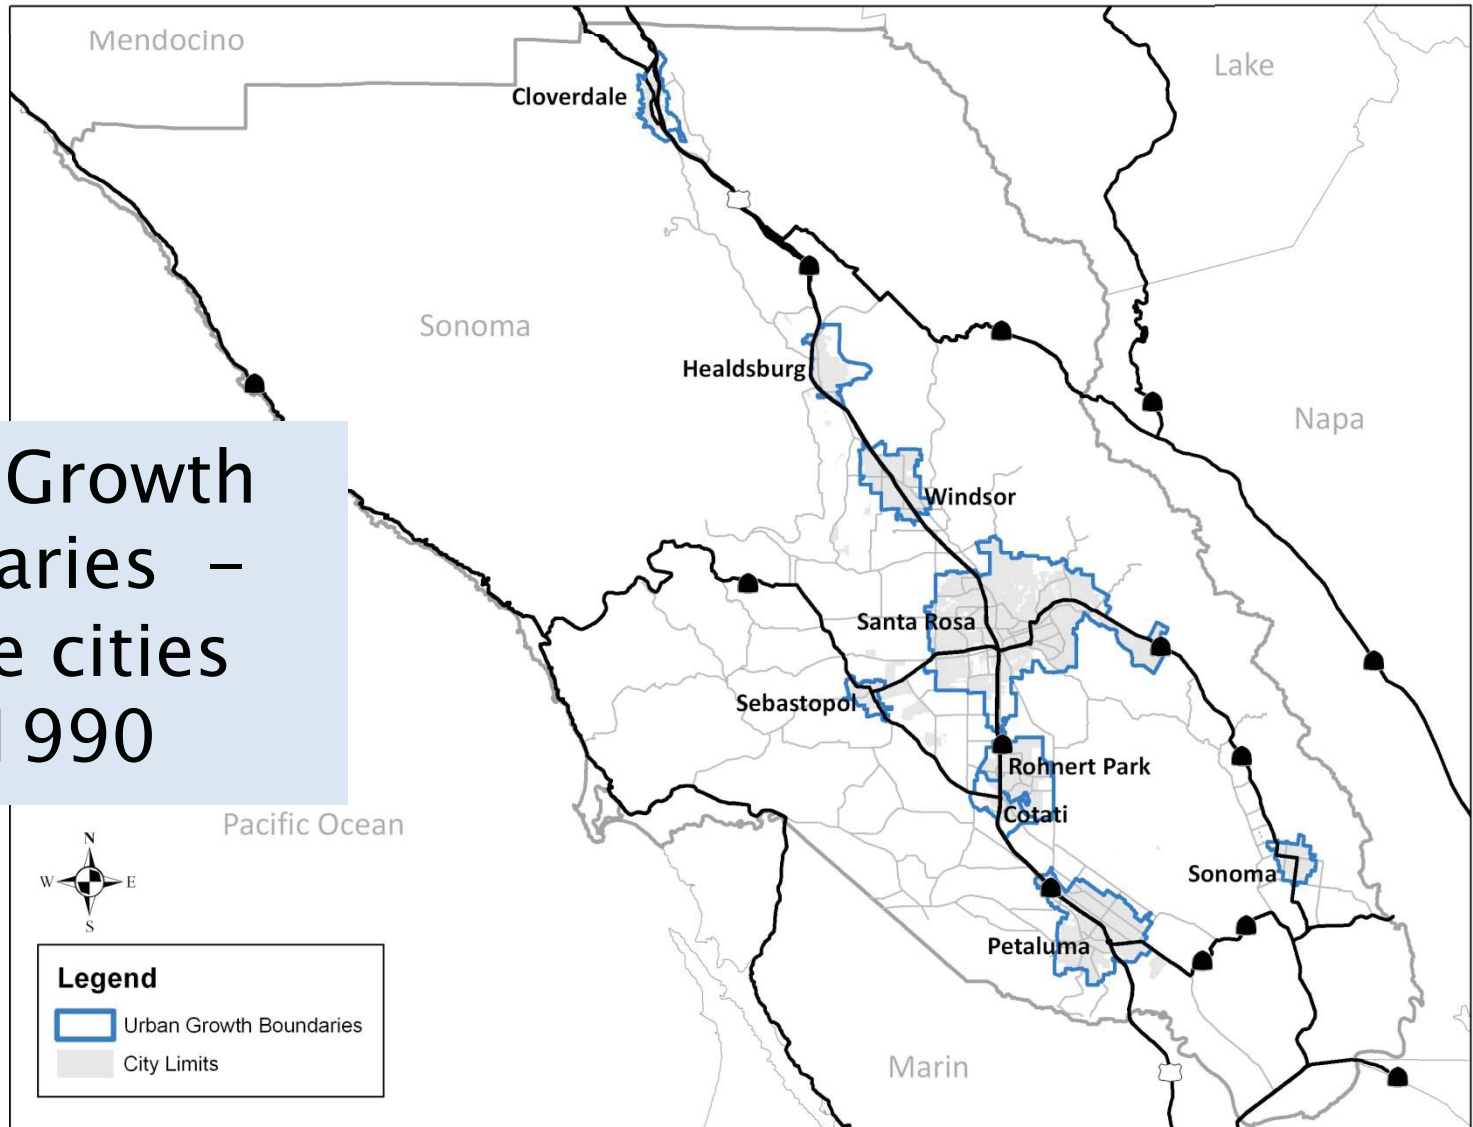 Mendocino
Lake
Cloverdale
Sonoma
Healdsburg
Napa
Growth
aries –
e cities
1990
Windsor
Santa Rosa
Sebastopol
Rohnert Park
Cotati
Pacific Ocean
N
W E
S
Sonoma
Petaluma
Legend
Urban Growth Boundaries
City Limits
Marin